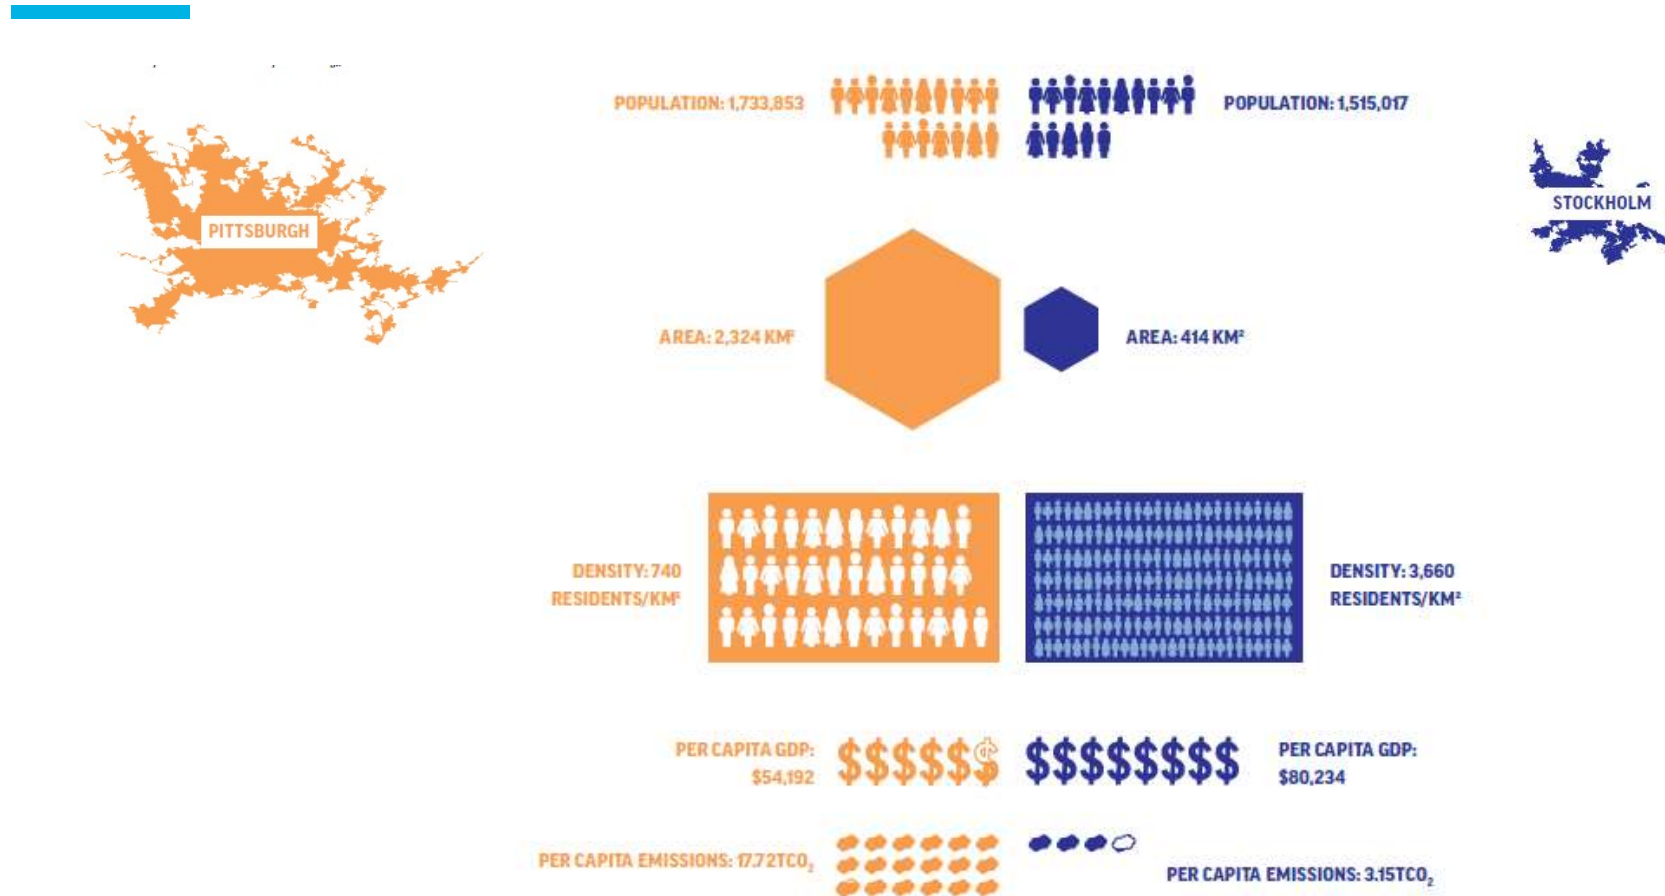 POPULATION: 1,733,853
POPULATION: 1,515,017
PITTSBURGH
STOCKHOLM
AREA: 2,324 KM²
AREA: 414 KM²
DENSITY: 740
RESIDENTS/KM²
DENSITY: 3,660
RESIDENTS/KM²
PER CAPITA GDP:
$54,192
$$$$$$
$$$$$$$$
PER CAPITA GDP:
$80,234
PER CAPITA EMISSIONS: 17.72TCO₂
PER CAPITA EMISSIONS: 3.15TCO₂